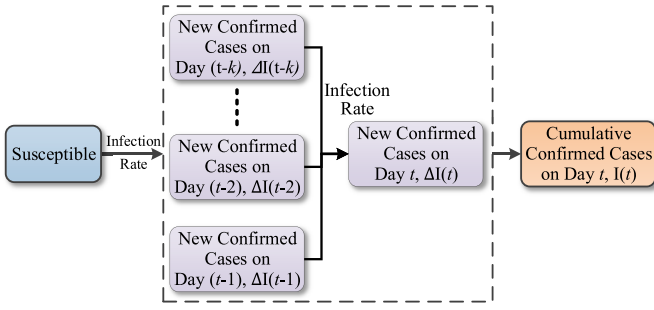 Susceptible
Infection
Rate
New Confirmed
Cases on
Day (t-k), ΔI(t-k)
New Confirmed
Cases on
Day (t-2), ΔI(t-2)
New Confirmed
Cases on
Day (t-1), ΔI(t-1)
Infection
Rate
New Confirmed
Cases on
Day t, ΔI(t)
Cumulative
Confirmed Cases
on Day t, I(t)